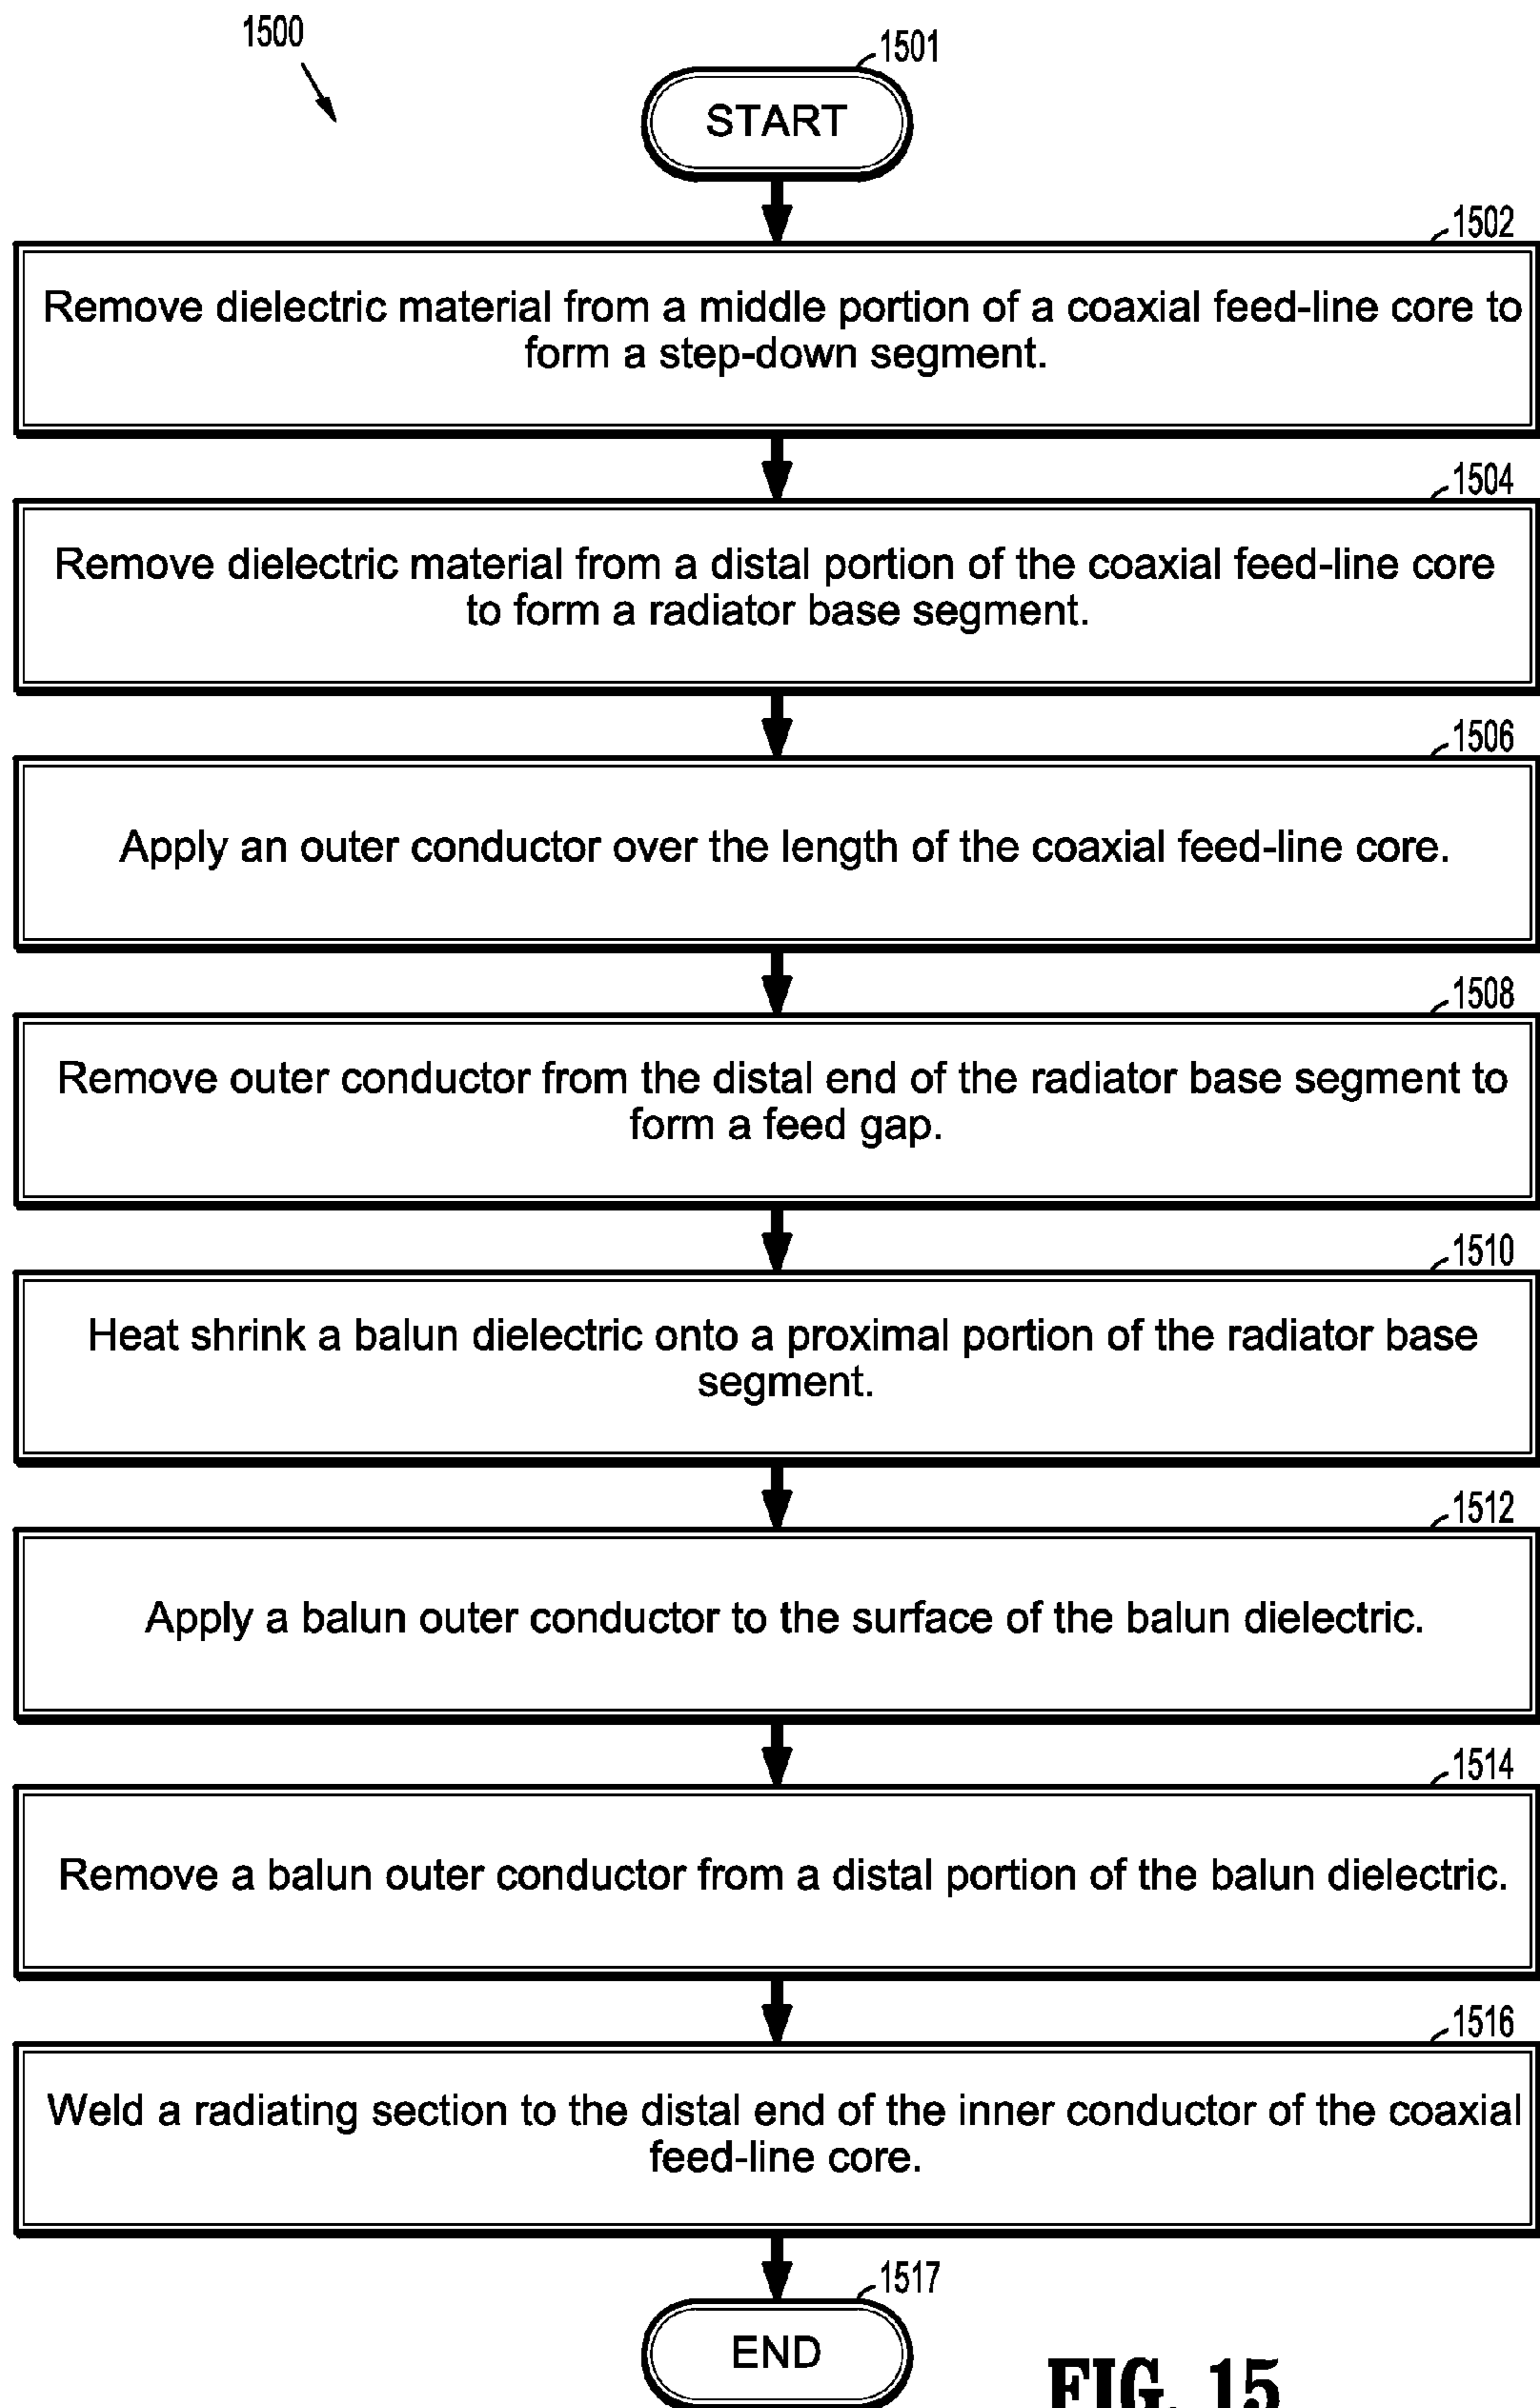 1500
1501
START
1502
Remove dielectric material from a middle portion of a coaxial feed-line core to
form a step-down segment.
1504
Remove dielectric material from a distal portion of the coaxial feed-line core
to form a radiator base segment.
1506
Apply an outer conductor over the length of the coaxial feed-line core.
1508
Remove outer conductor from the distal end of the radiator base segment to
form a feed gap.
1510
Heat shrink a balun dielectric onto a proximal portion of the radiator base
segment.
1512
Apply a balun outer conductor to the surface of the balun dielectric.
1514
Remove a balun outer conductor from a distal portion of the balun dielectric.
1516
Weld a radiating section to the distal end of the inner conductor of the coaxial
feed-line core.
1517
END
FIG. 15